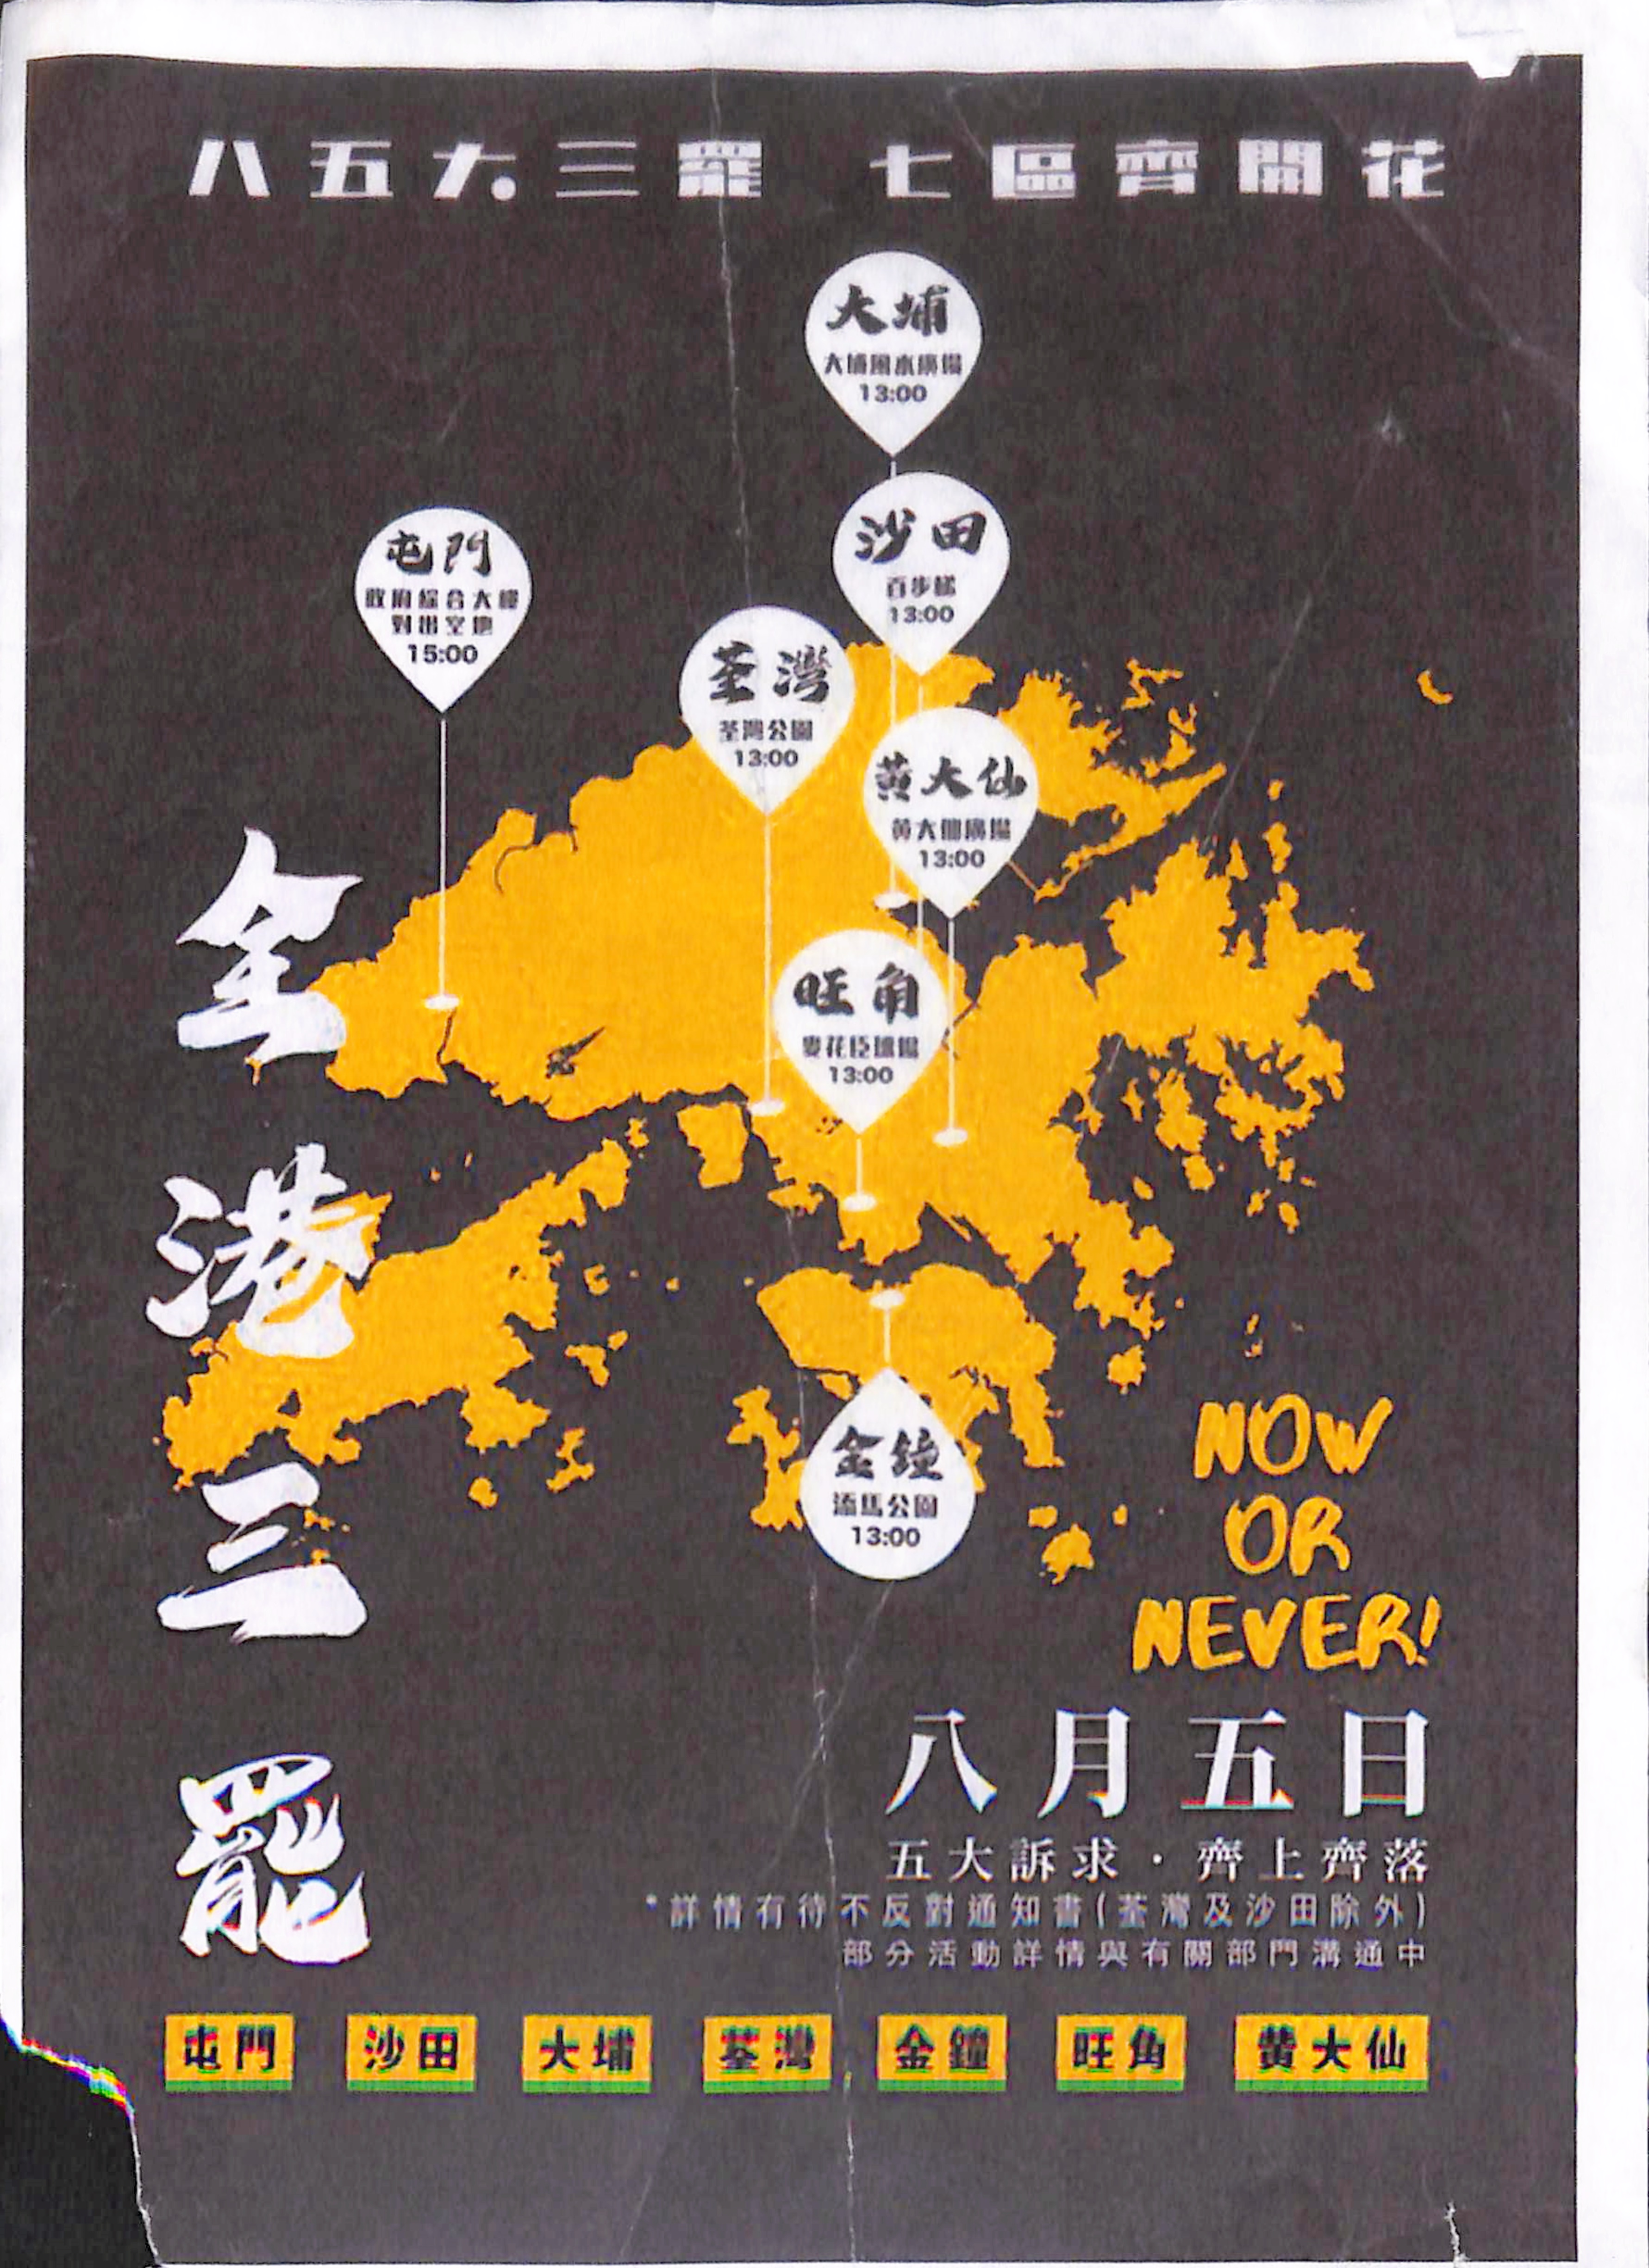 八五大三罷 七區齊開花
大埔
大埔風水廣場
13:00
沙田
百步梯
13:00
屯門
政府綜合大樓
對出空地
15:00
荃灣
荃灣公園
13:00
黃大仙
黃大仙廣場
13:00
旺角
麥花臣球場
13:00
金鐘
添馬公園
13:00
全港三罷
NOW
OR
NEVER!
八月五日
五大訴求·齊上齊落
*詳情有待不反對通知書(荃灣及沙田除外)
部分活動詳情與有關部門溝通中
屯門 沙田 大埔 荃灣 金鐘 旺角 黃大仙